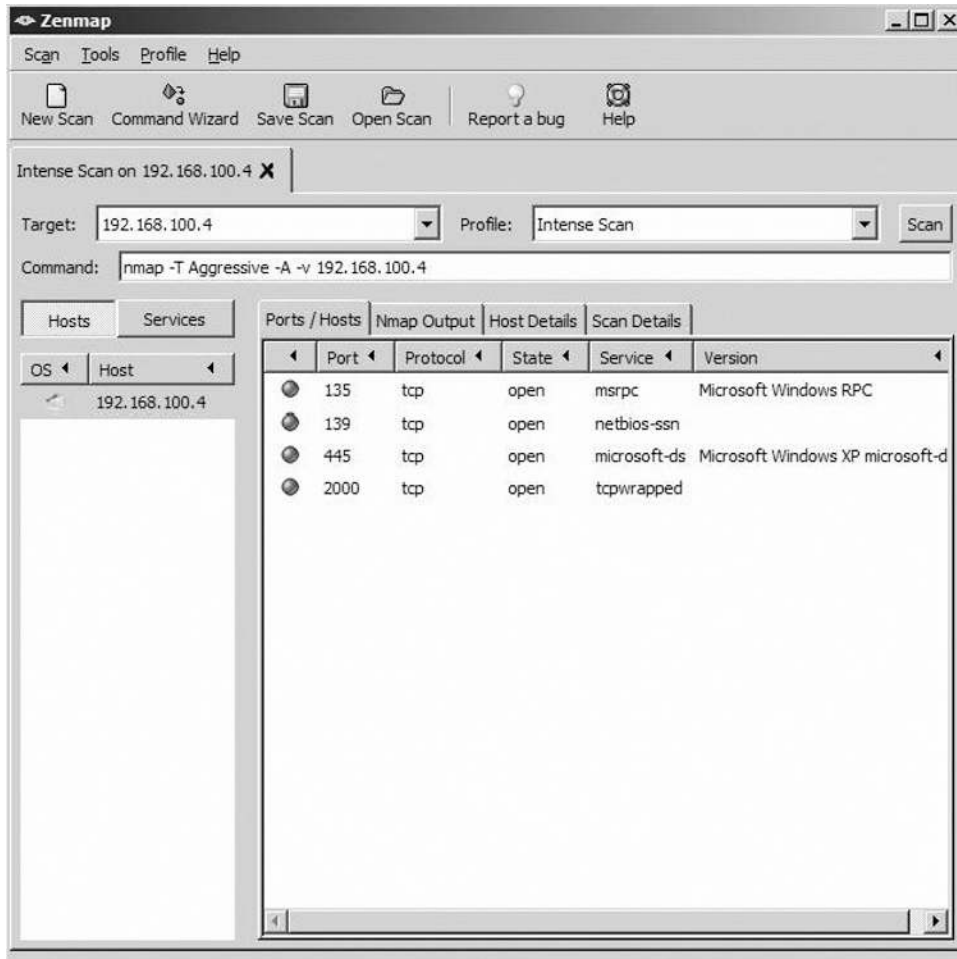 Zenmap
Scan Tools Profile Help
New Scan Command Wizard Save Scan Open Scan Report a bug Help
Intense Scan on 192.168.100.4
Target: 192.168.100.4 Profile: Intense Scan Scan
Command: nmap -T Aggressive -A -v 192.168.100.4
Hosts Services
Ports / Hosts Nmap Output Host Details Scan Details
OS Host
192.168.100.4
Port Protocol State Service Version
135 tcp open msrpc Microsoft Windows RPC
139 tcp open netbios-ssn
445 tcp open microsoft-ds Microsoft Windows XP microsoft-d
2000 tcp open tcpwrapped